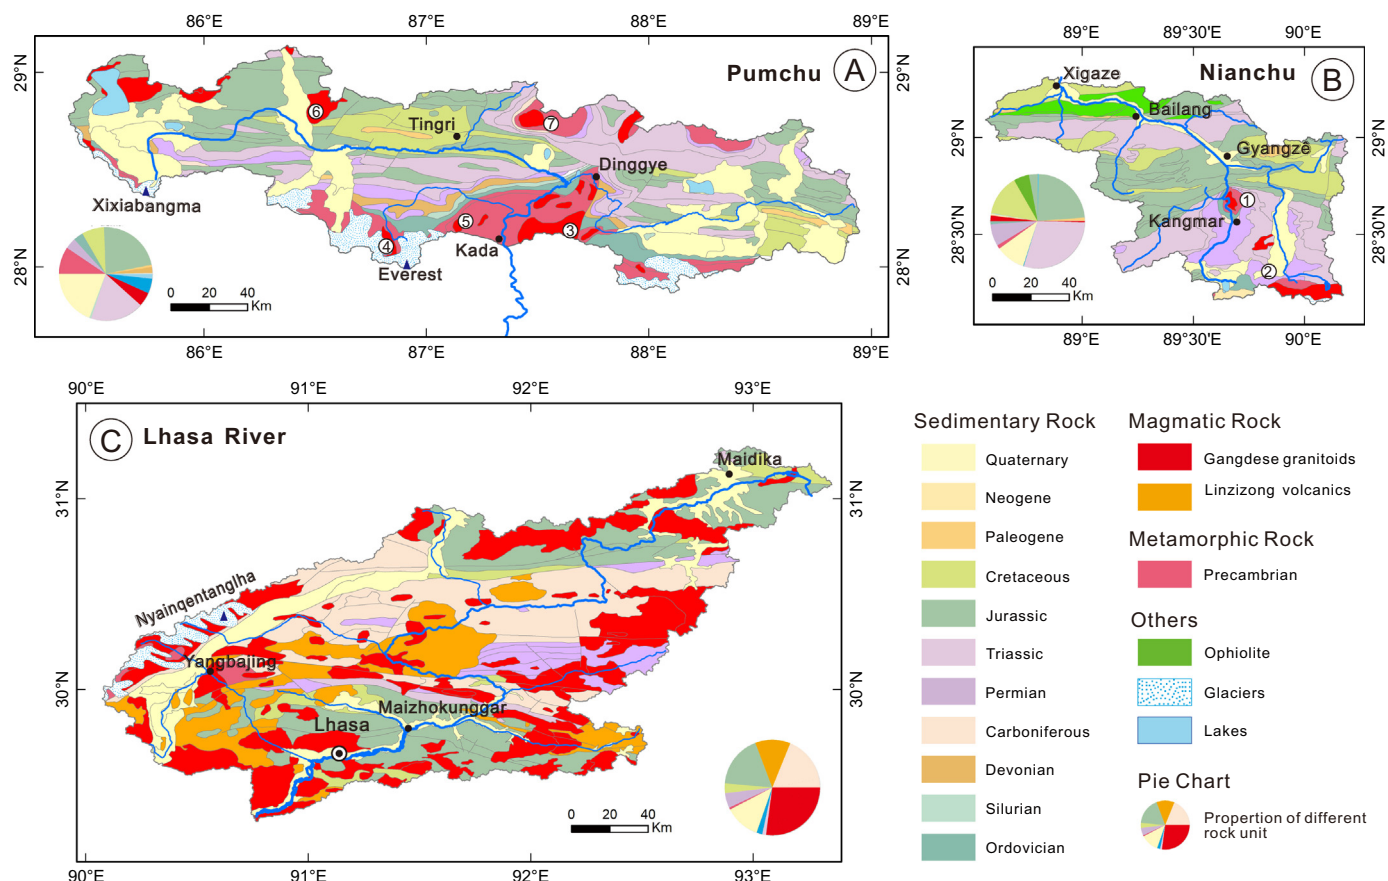 86°E 87°E 88°E 89°E
29°N 29°N
28°N 28°N
Pumchu A
6
7
Tingri
Dinggye
Xixiabangma
5
3
4
Kada
Everest
0 20 40
Km
86°E 87°E 88°E 89°E
89°E 89°30'E 90°E
29°N 29°N
28°30'N 28°30'N
Xigaze
Nianchu B
Bailang
Gyangzê
1
Kangmar
2
0 20 40
Km
89°E 89°30'E 90°E
90°E 91°E 92°E 93°E
31°N 31°N
30°N 30°N
C Lhasa River
Maidika
Nyainqentanglha
Yangbajing
Maizhokunggar
Lhasa
0 20 40
Km
90°E 91°E 92°E 93°E
Sedimentary Rock
Quaternary
Neogene
Paleogene
Cretaceous
Jurassic
Triassic
Permian
Carboniferous
Devonian
Silurian
Ordovician
Magmatic Rock
Gangdese granitoids
Linzizong volcanics
Metamorphic Rock
Precambrian
Others
Ophiolite
Glaciers
Lakes
Pie Chart
Propertion of different
rock unit